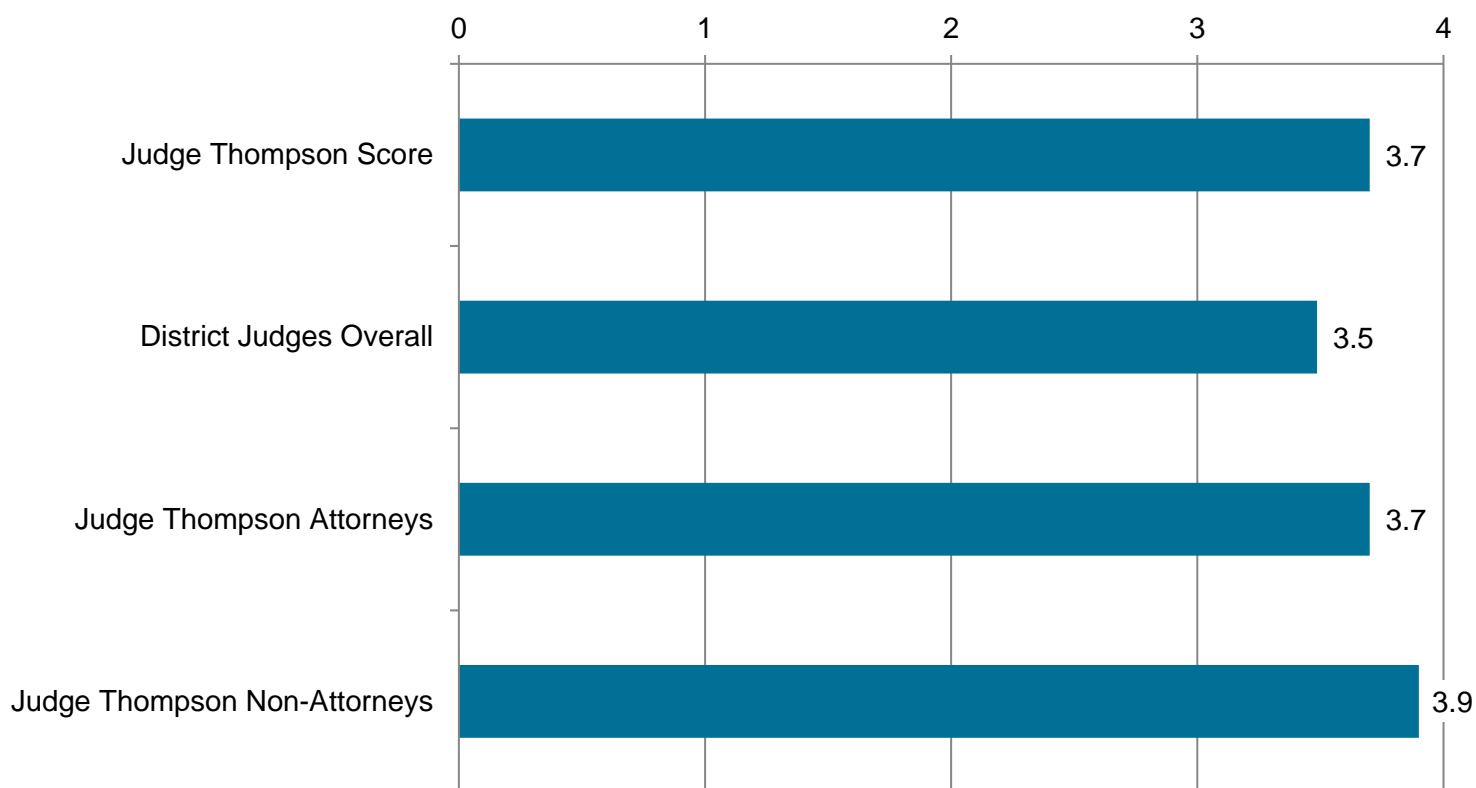 0 1 2 3 4
Judge Thompson Score 3.7
District Judges Overall 3.5
Judge Thompson Attorneys 3.7
Judge Thompson Non-Attorneys 3.9